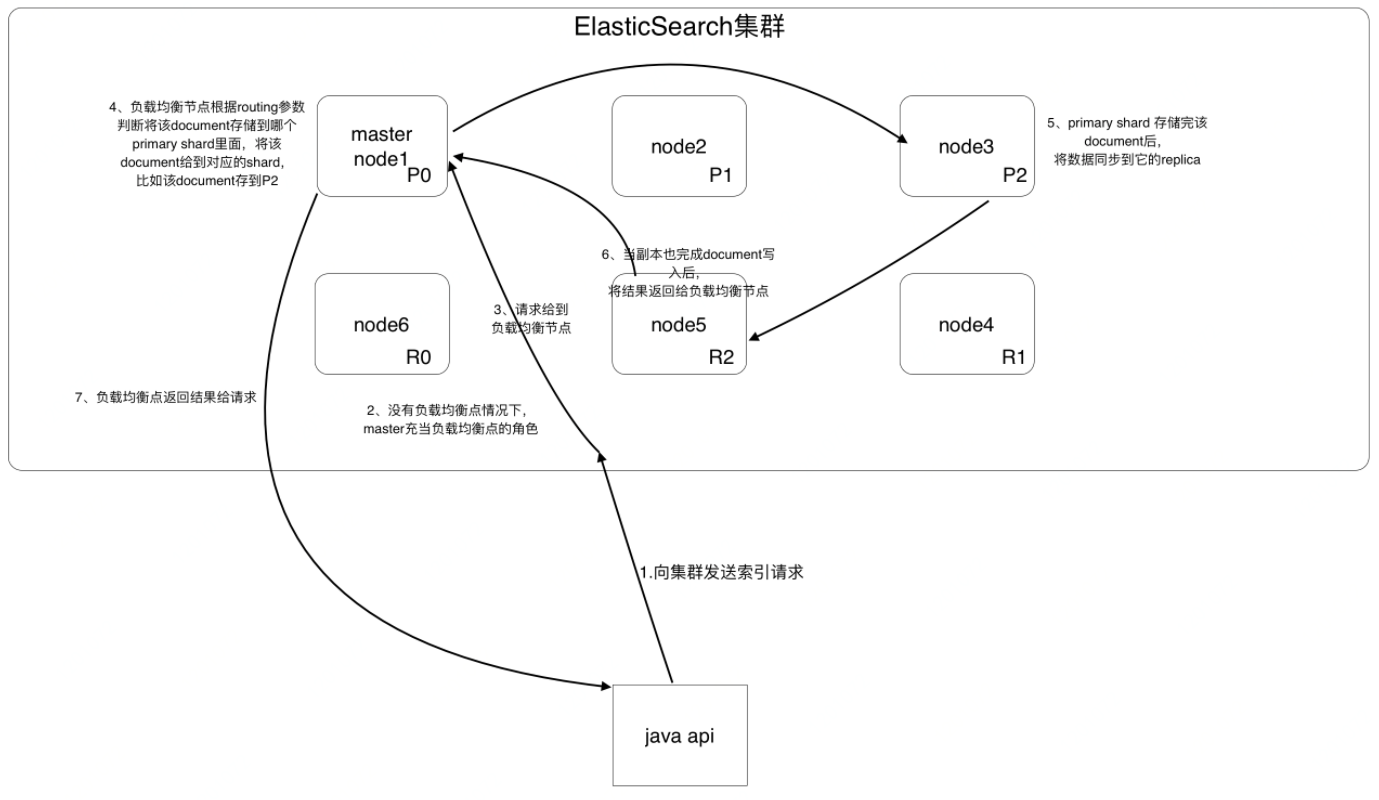 ElasticSearch集群
4、负载均衡节点根据routing参数
判断将该document存储到哪个
primary shard里面，将该
document给到对应的shard，
比如该document存到P2
master
node1
P0
node2
P1
node3
P2
5、primary shard 存储完该
document后，
将数据同步到它的replica
6、当副本也完成document写
入后，
将结果返回给负载均衡节点
3、请求给到
负载均衡节点
node6
R0
node5
R2
node4
R1
7、负载均衡点返回结果给请求
2、没有负载均衡点情况下，
master充当负载均衡点的角色
1.向集群发送索引请求
java api